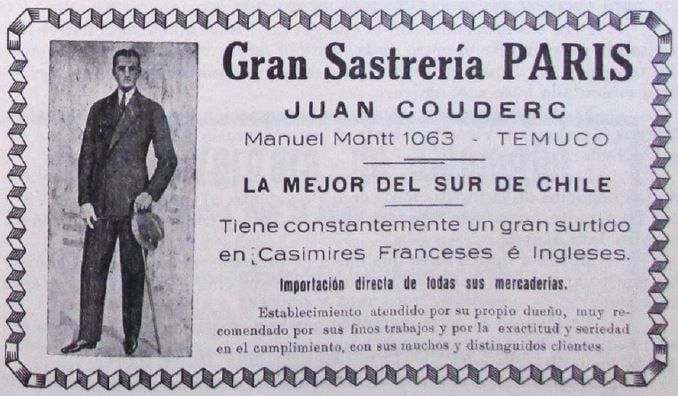 Gran Sastrería PARIS
JUAN COUDERC
Manuel Montt 1063 - TEMUCO
LA MEJOR DEL SUR DE CHILE
Tiene constantemente un gran surtido
en Casimires Franceses é Ingleses.
Importación directa de todas sus mercaderías.
Establecimiento atendido por su propio dueño, muy re-
comendado por sus finos trabajos y por la exactitud y seriedad
en el cumplimiento, con sus muchos y distinguidos clientes.